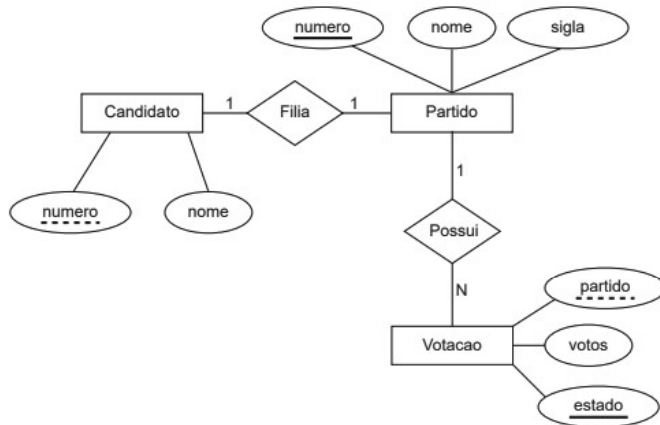 numero
nome
sigla
Candidato
1
Filia
1
Partido
numero
nome
1
Possui
N
partido
Votacao
votos
estado